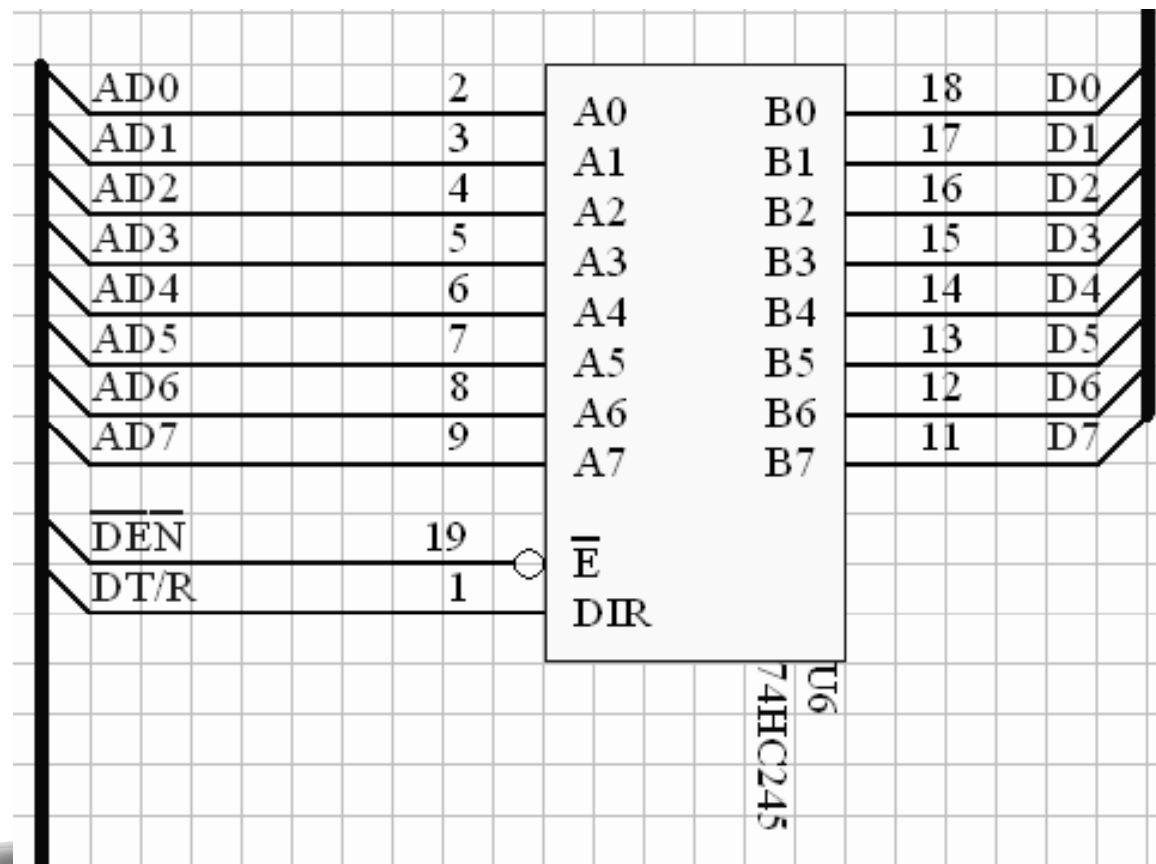 AD0 2 A0 B0 18 D0
AD1 3 A1 B1 17 D1
AD2 4 A2 B2 16 D2
AD3 5 A3 B3 15 D3
AD4 6 A4 B4 14 D4
AD5 7 A5 B5 13 D5
AD6 8 A6 B6 12 D6
AD7 9 A7 B7 11 D7
D̅E̅N̅ 19 E̅
DT/R 1 DIR
U6
74HC245